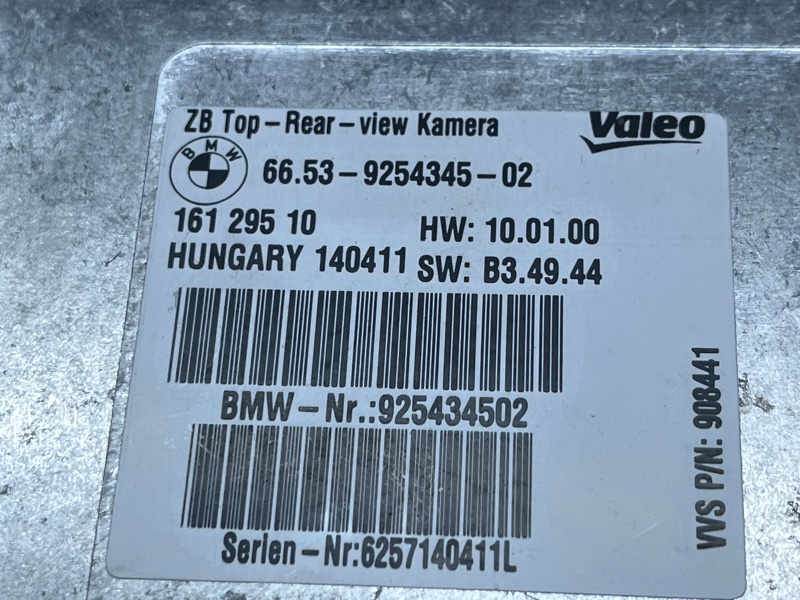 ZB Top-Rear-view Kamera
Valeo
BMW
66.53-9254345-02
161 295 10
HW: 10.01.00
HUNGARY 140411
SW: B3.49.44
BMW-Nr.:925434502
Serien-Nr:6257140411L
VVS P/N: 908441